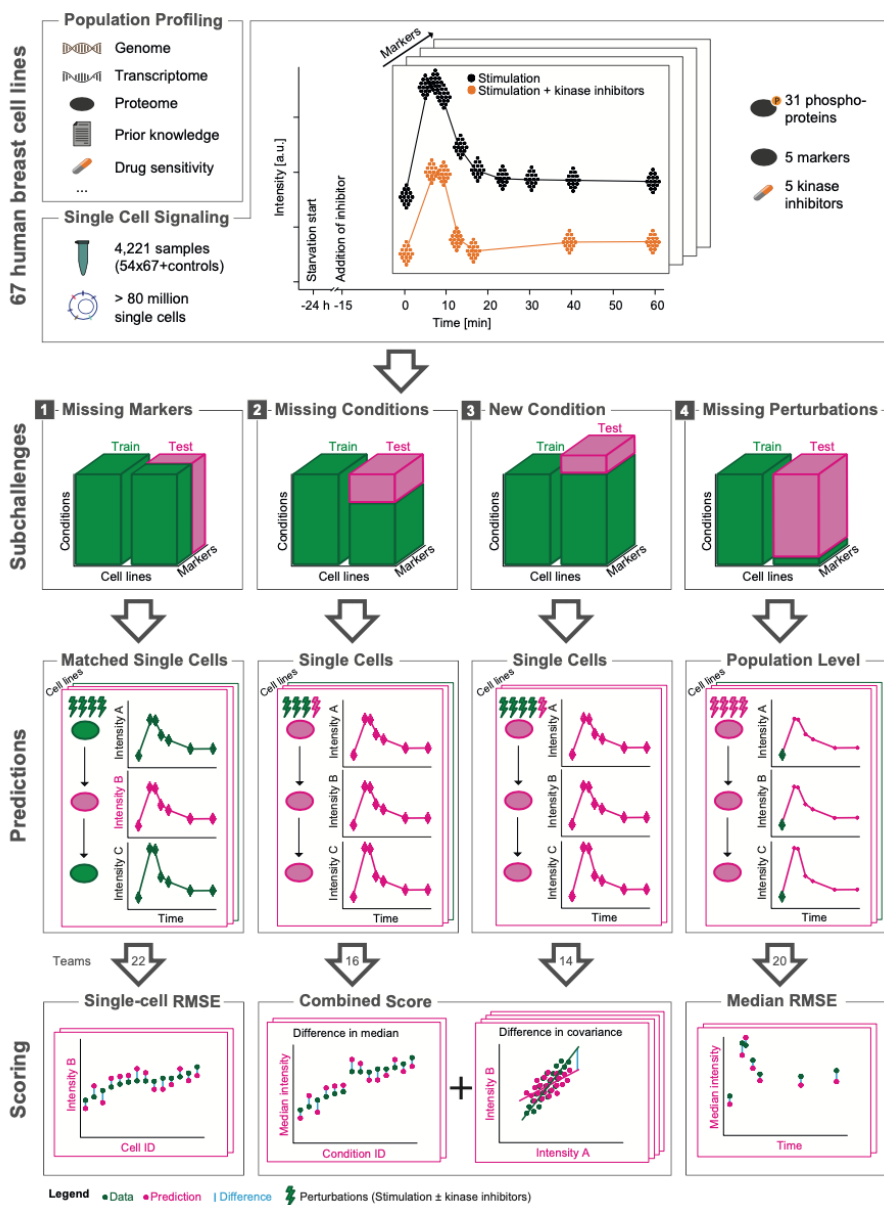 67 human breast cell lines
Population Profiling
Genome
Transcriptome
Proteome
Prior knowledge
Drug sensitivity
...
Single Cell Signaling
4,221 samples
(54x67+controls)
> 80 million
single cells
Markers
Stimulation
Stimulation + kinase inhibitors
Intensity [a.u.]
Starvation start
Addition of inhibitor
-24 h -15 0 10 20 30 40 50 60
Time [min]
P
31 phospho-
proteins
5 markers
5 kinase
inhibitors
Subchallenges
1 Missing Markers
Train Test
Conditions
Cell lines
Markers
2 Missing Conditions
Train Test
Conditions
Cell lines
Markers
3 New Condition
Train Test
Conditions
Cell lines
Markers
4 Missing Perturbations
Train Test
Conditions
Cell lines
Markers
Predictions
Matched Single Cells
Cell lines
Intensity A
Intensity B
Intensity C
Time
Single Cells
Cell lines
Intensity A
Intensity B
Intensity C
Time
Single Cells
Cell lines
Intensity A
Intensity B
Intensity C
Time
Population Level
Cell lines
Intensity A
Intensity B
Intensity C
Time
Teams 22 16 14 20
Scoring
Single-cell RMSE
Intensity B
Cell ID
Combined Score
Difference in median
Median intensity
Condition ID
+
Difference in covariance
Intensity B
Intensity A
Median RMSE
Median intensity
Time
Legend Data Prediction Difference Perturbations (Stimulation ± kinase inhibitors)